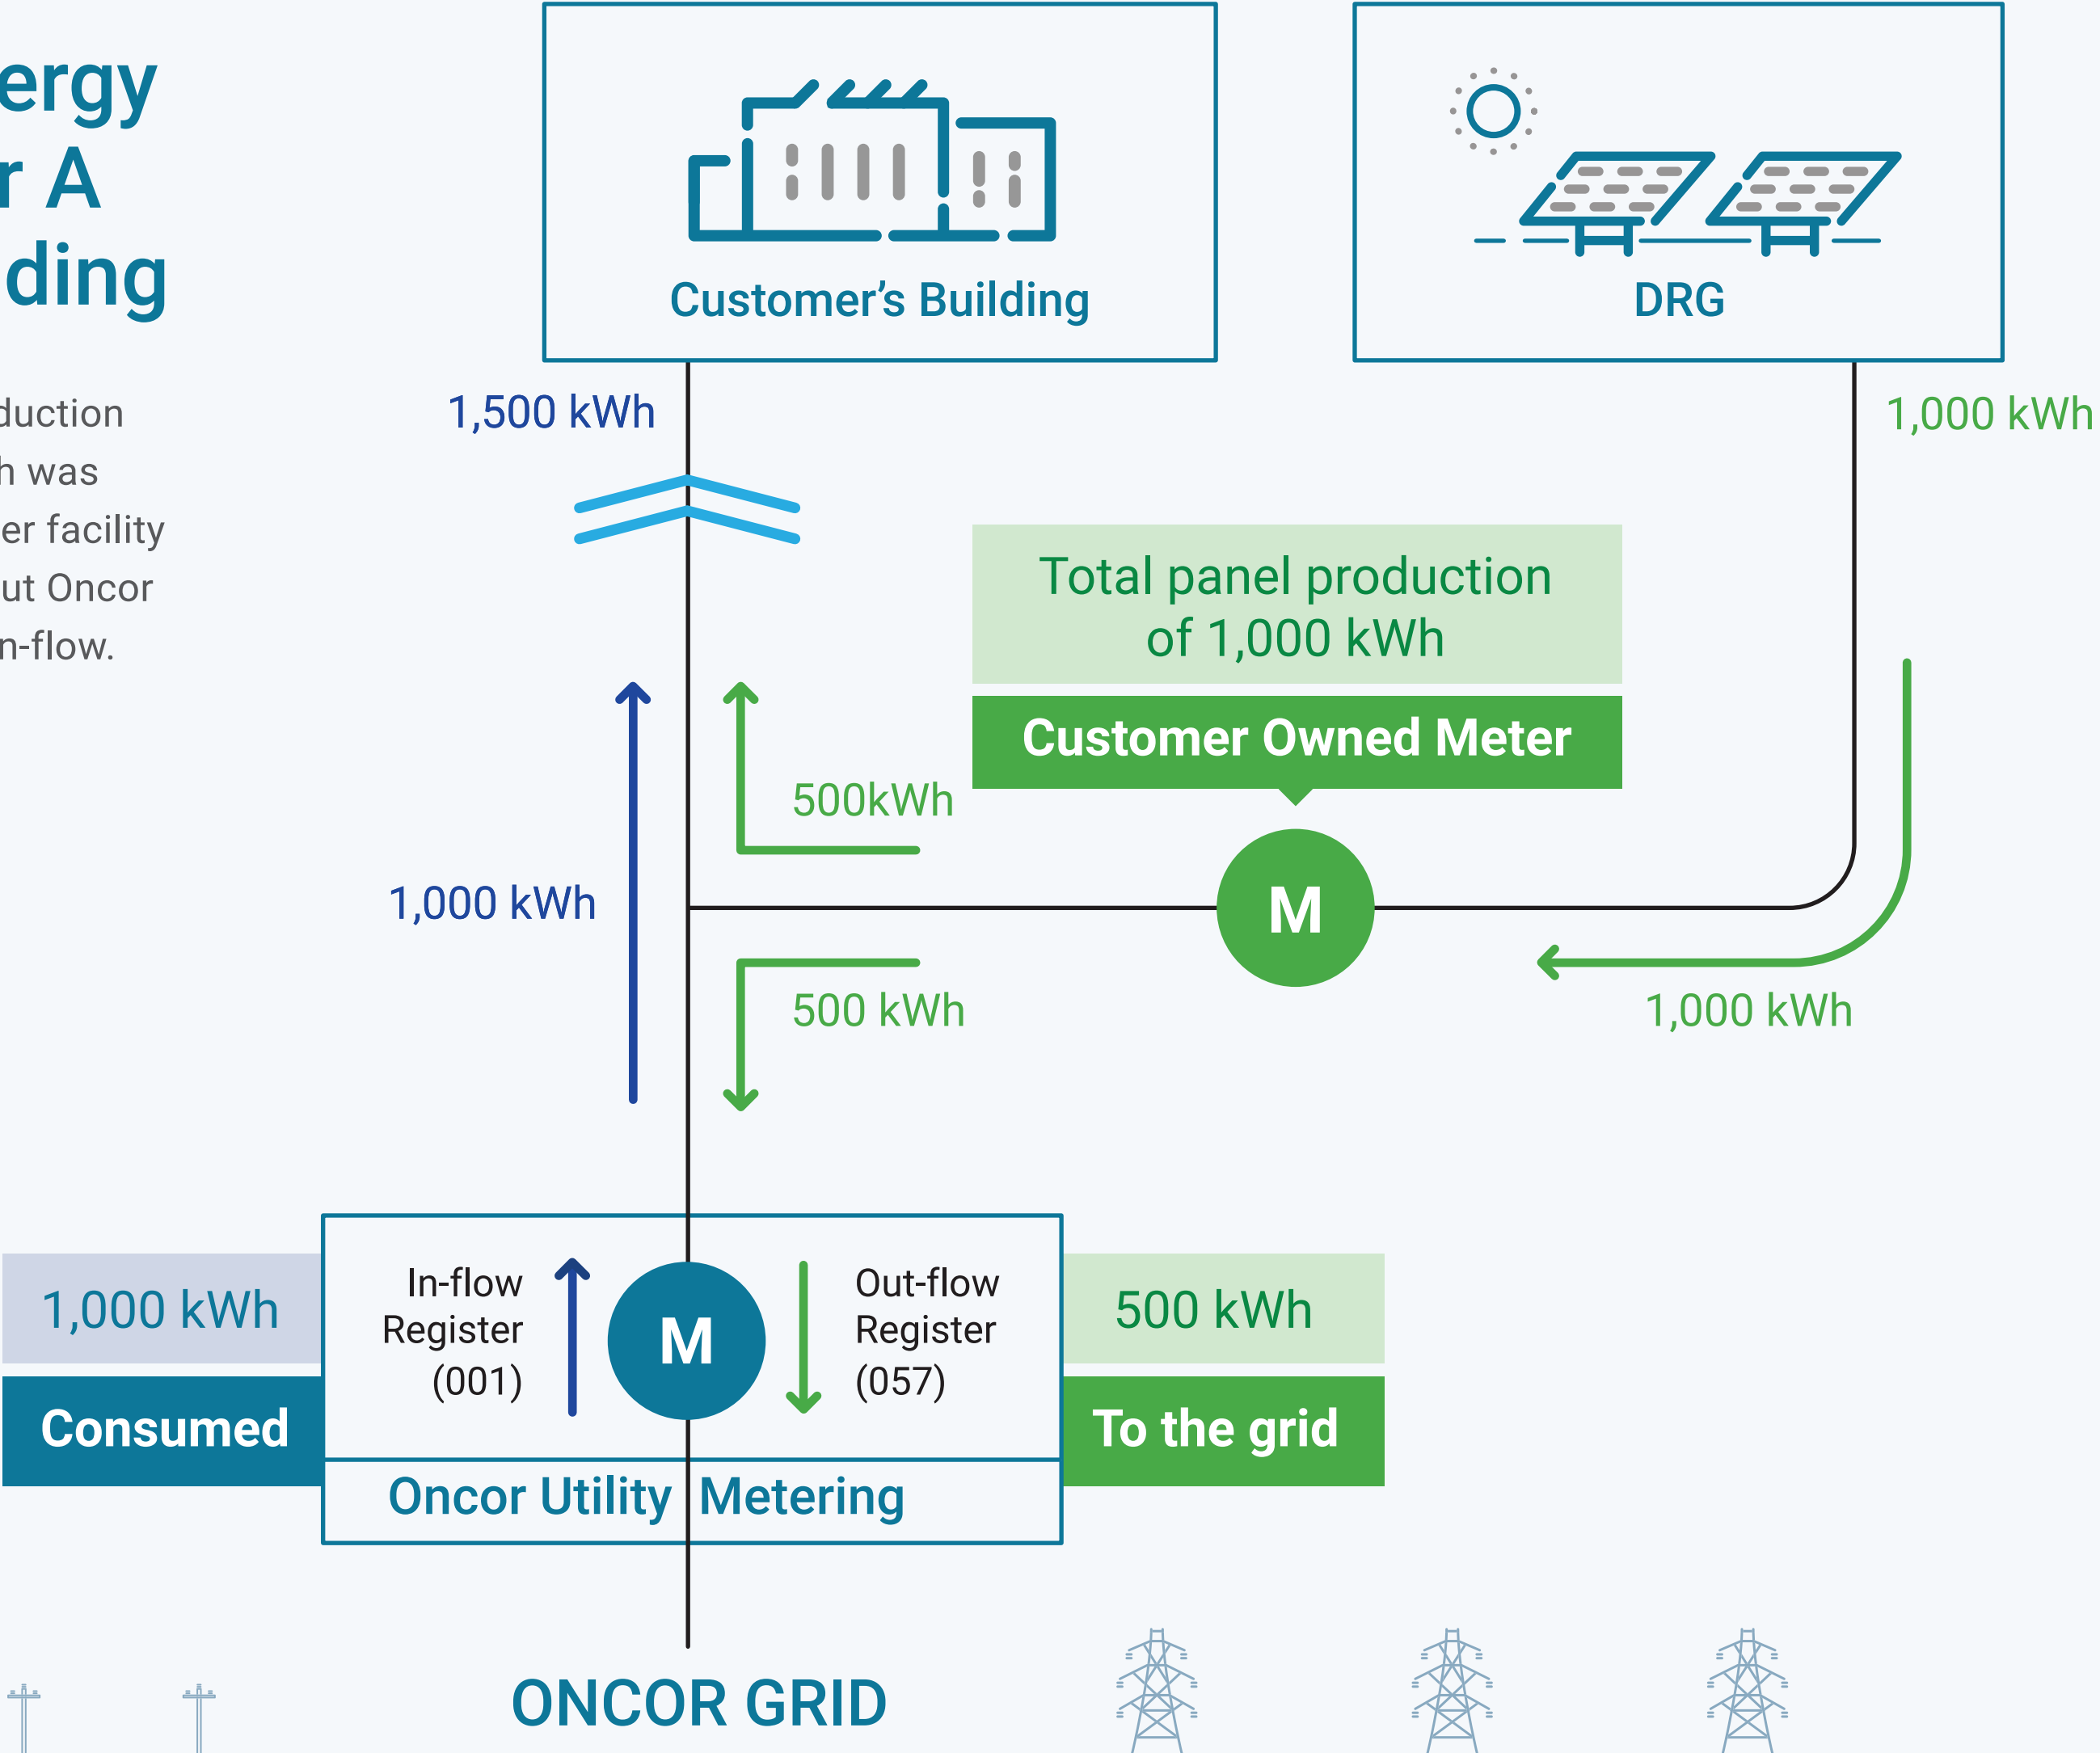 ergy
r A
ding
duction
h was
er facility
ut Oncor
n-flow.
Customer's Building
DRG
1,500 kWh
1,000 kWh
Total panel production
of 1,000 kWh
Customer Owned Meter
500kWh
1,000 kWh
M
500 kWh
1,000 kWh
1,000 kWh
Consumed
In-flow
Register
(001)
M
Out-flow
Register
(057)
500 kWh
To the grid
Oncor Utility Metering
ONCOR GRID